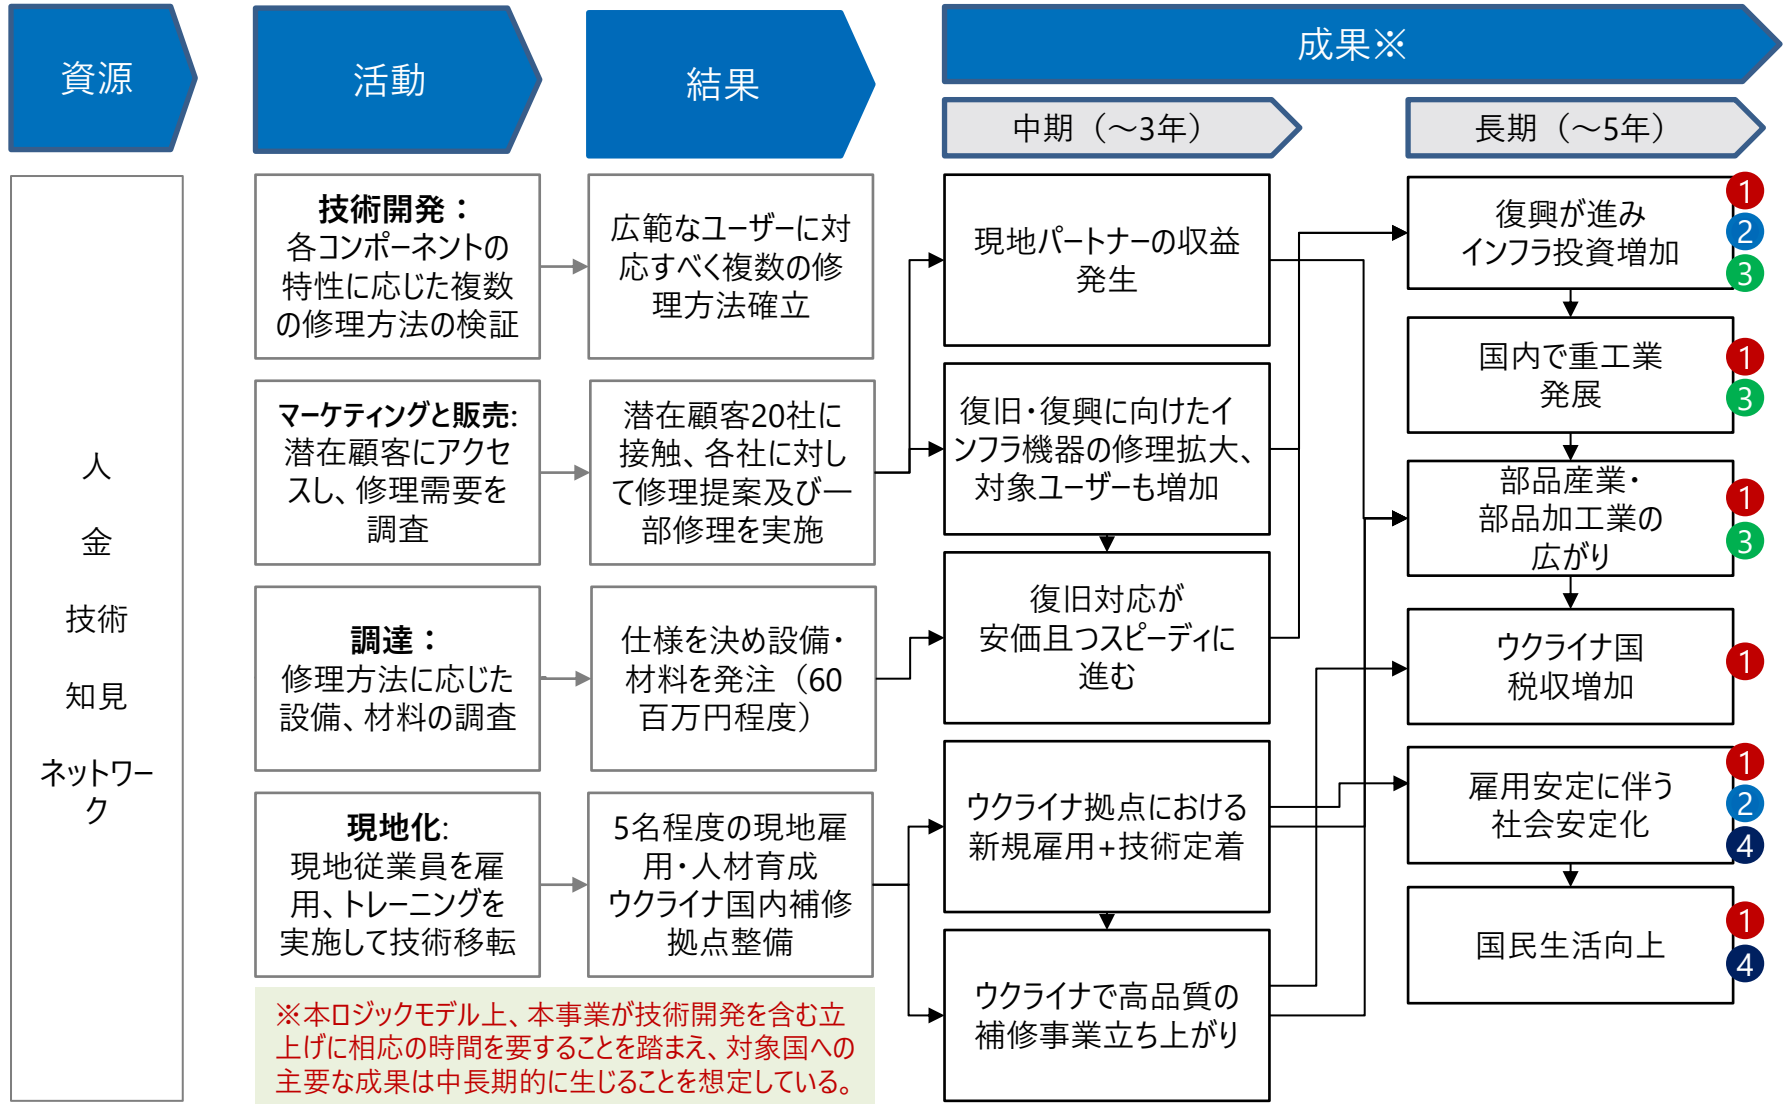 資源
活動
結果
成果※
中期（～3年）
長期（～5年）
人
金
技術
知見
ネットワー
ク
技術開発：
各コンポーネントの
特性に応じた複数
の修理方法の検証
マーケティングと販売:
潜在顧客にアクセ
スし、修理需要を
調査
調達：
修理方法に応じた
設備、材料の調査
現地化:
現地従業員を雇
用、トレーニングを
実施して技術移転
広範なユーザーに対
応すべく複数の修
理方法確立
潜在顧客20社に
接触、各社に対し
て修理提案及び一
部修理を実施
仕様を決め設備・
材料を発注（60
百万円程度）
5名程度の現地雇
用・人材育成
ウクライナ国内補修
拠点整備
現地パートナーの収益
発生
復旧・復興に向けたイ
ンフラ機器の修理拡大、
対象ユーザーも増加
復旧対応が
安価且つスピーディに
進む
ウクライナ拠点における
新規雇用+技術定着
ウクライナで高品質の
補修事業立ち上がり
復興が進み
インフラ投資増加
1
2
3
国内で重工業
発展
1
3
部品産業・
部品加工業の
広がり
1
3
ウクライナ国
税収増加
1
雇用安定に伴う
社会安定化
1
2
4
国民生活向上
1
4
※本ロジックモデル上、本事業が技術開発を含む立
上げに相応の時間を要することを踏まえ、対象国への
主要な成果は中長期的に生じることを想定している。